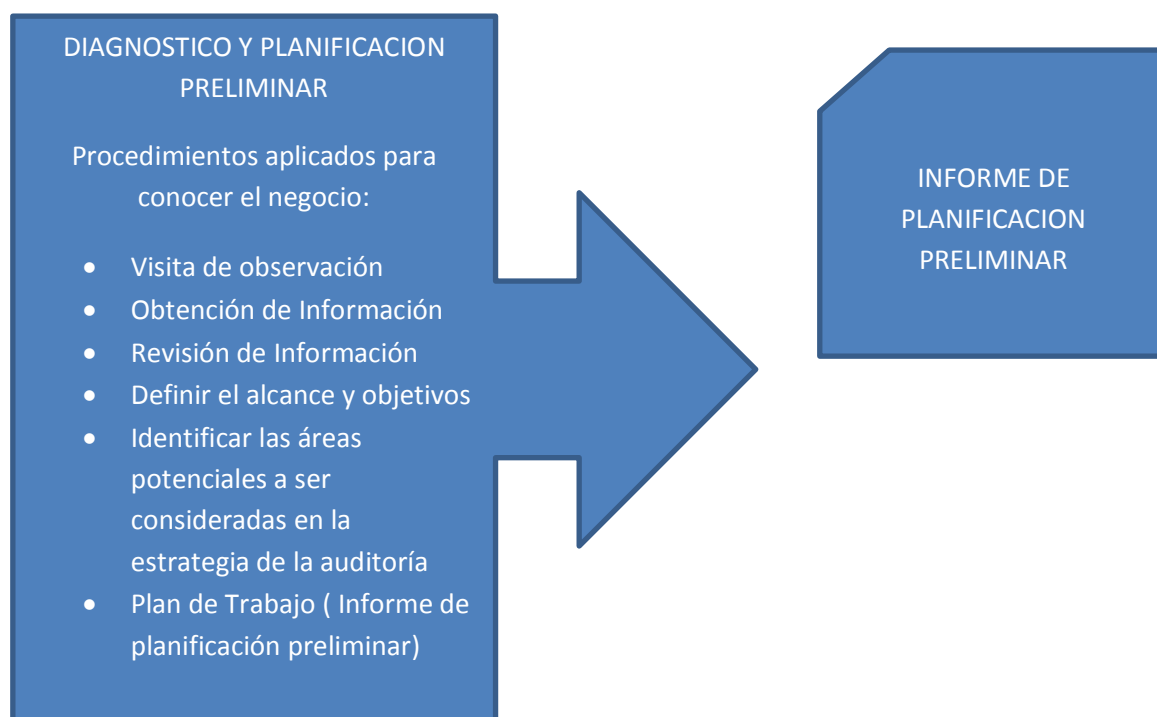 DIAGNOSTICO Y PLANIFICACION
PRELIMINAR
Procedimientos aplicados para
conocer el negocio:
• Visita de observación
• Obtención de Información
• Revisión de Información
• Definir el alcance y objetivos
• Identificar las áreas
potenciales a ser
consideradas en la
estrategia de la auditoría
• Plan de Trabajo ( Informe de
planificación preliminar)
INFORME DE
PLANIFICACION
PRELIMINAR